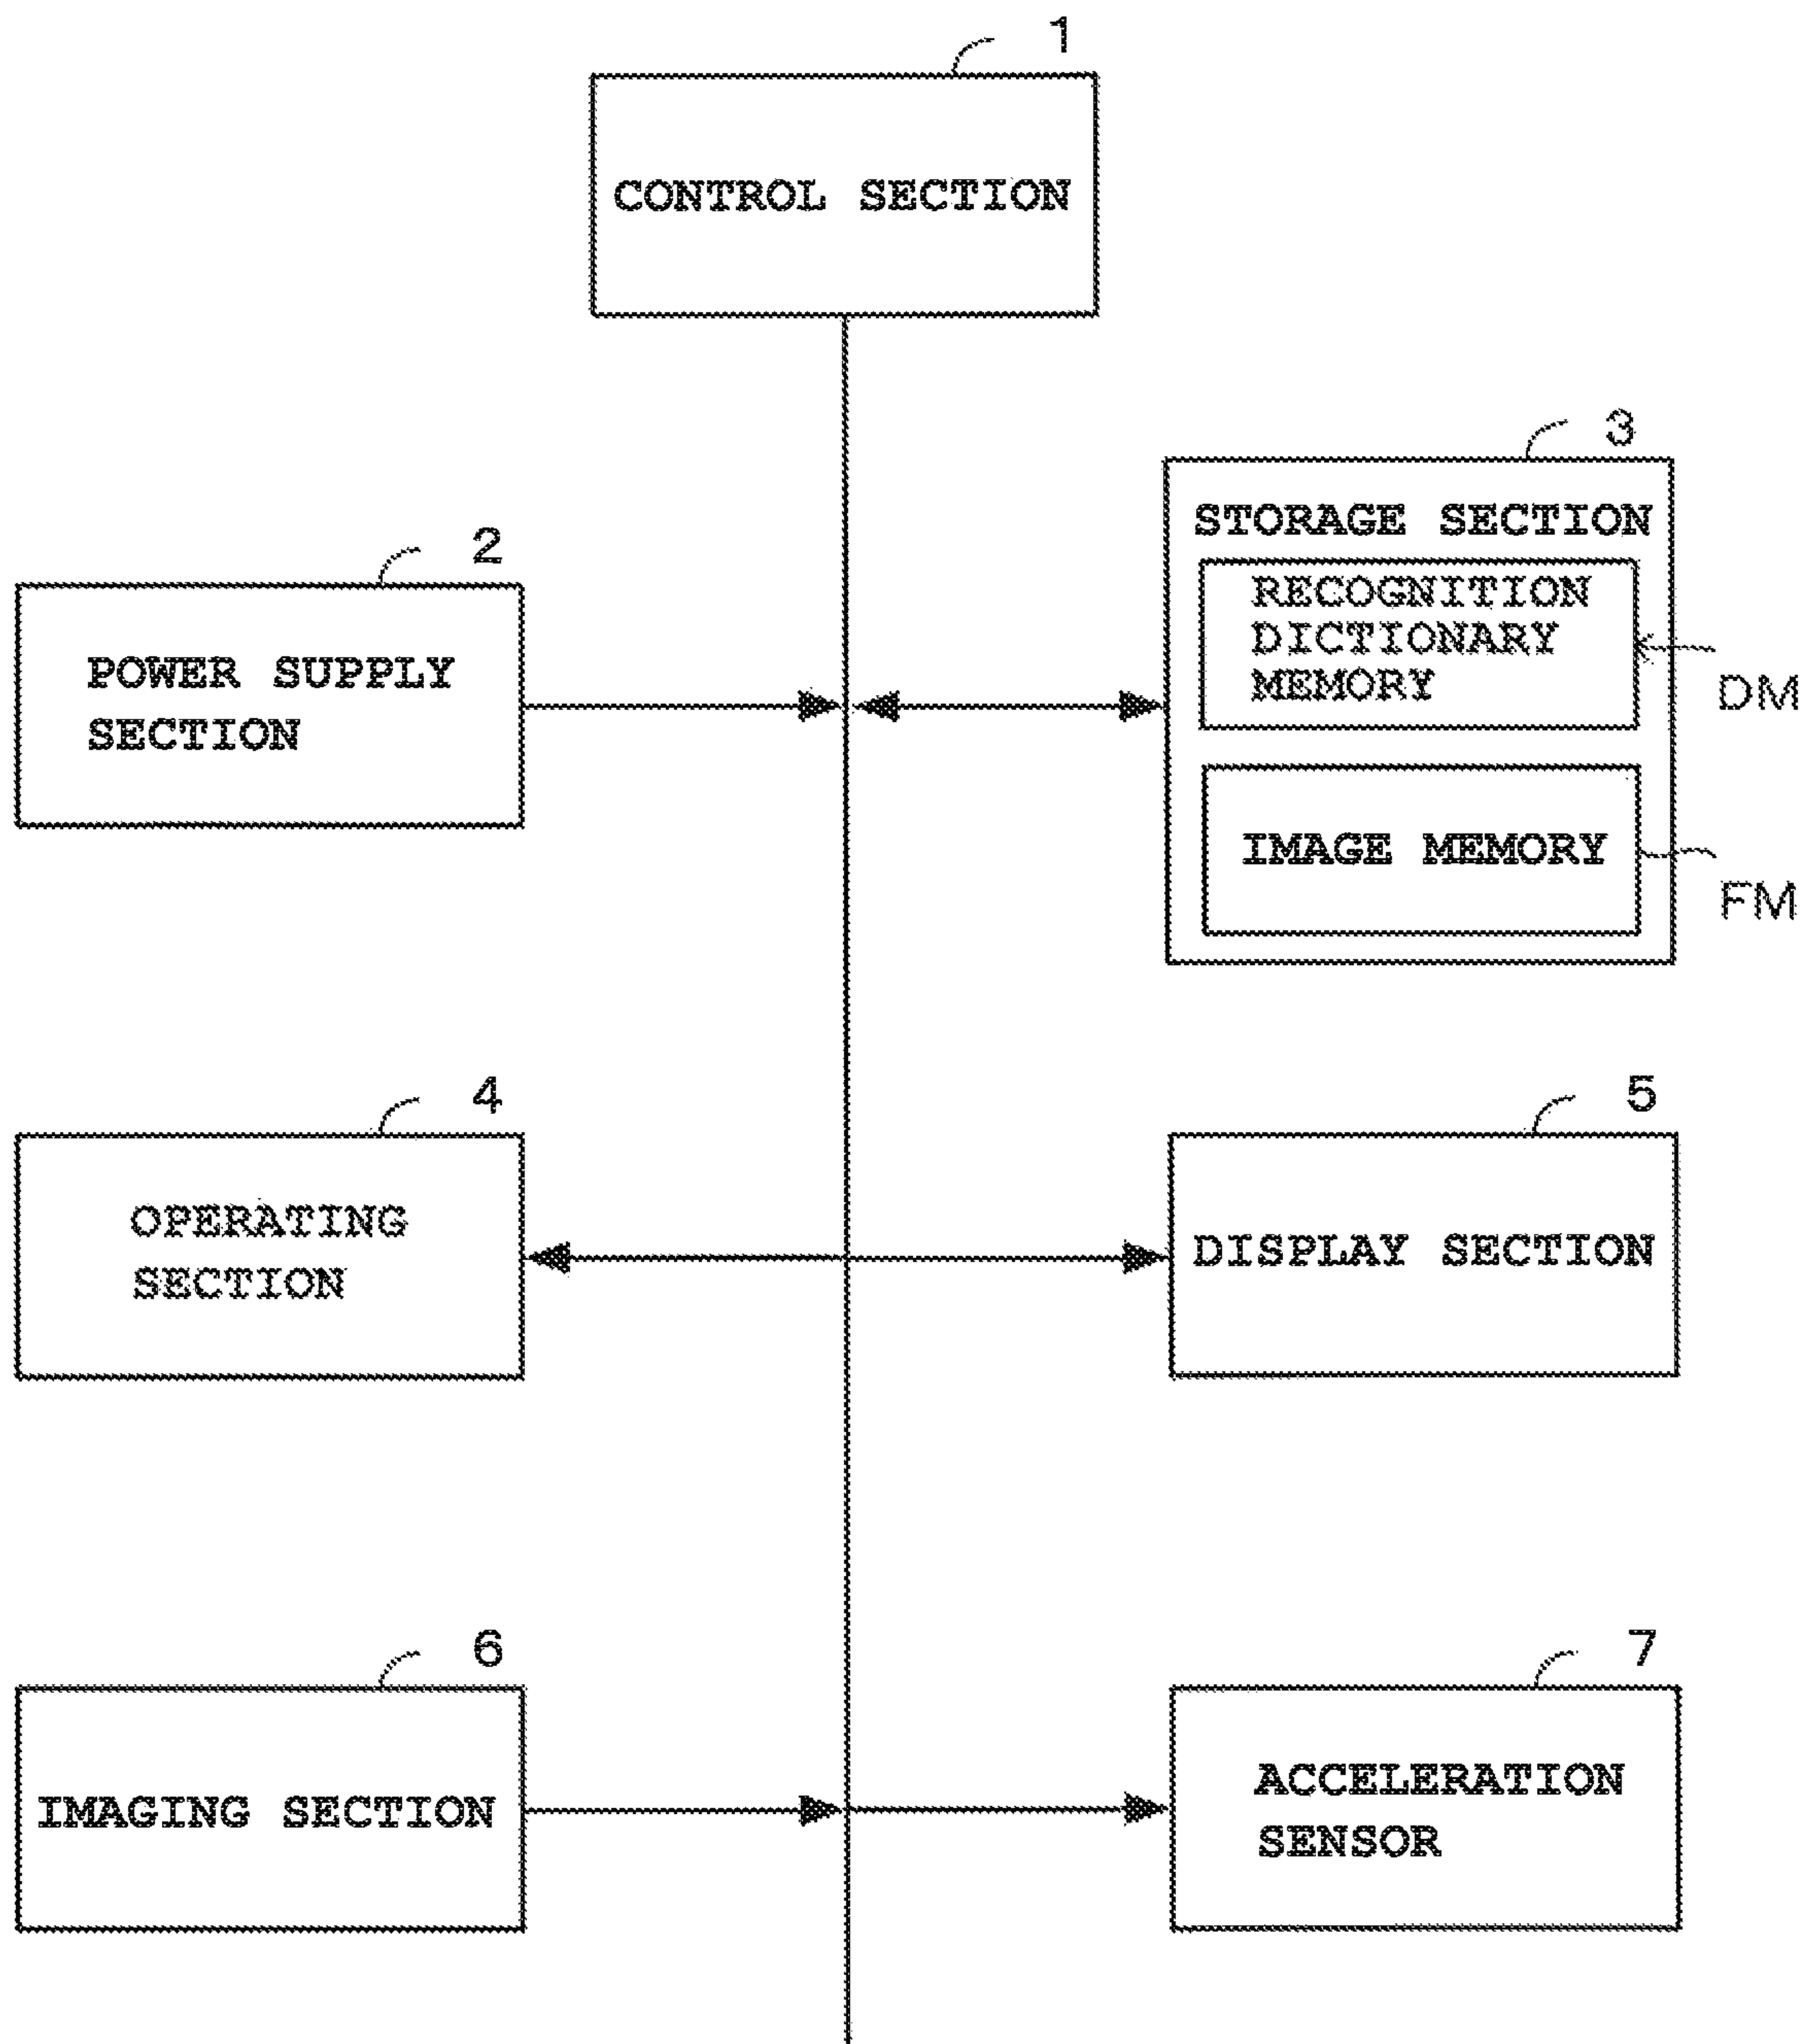 1
CONTROL SECTION
3
STORAGE SECTION
RECOGNITION
DICTIONARY
MEMORY
DM
IMAGE MEMORY
FM
2
POWER SUPPLY
SECTION
4
OPERATING
SECTION
5
DISPLAY SECTION
6
IMAGING SECTION
7
ACCELERATION
SENSOR